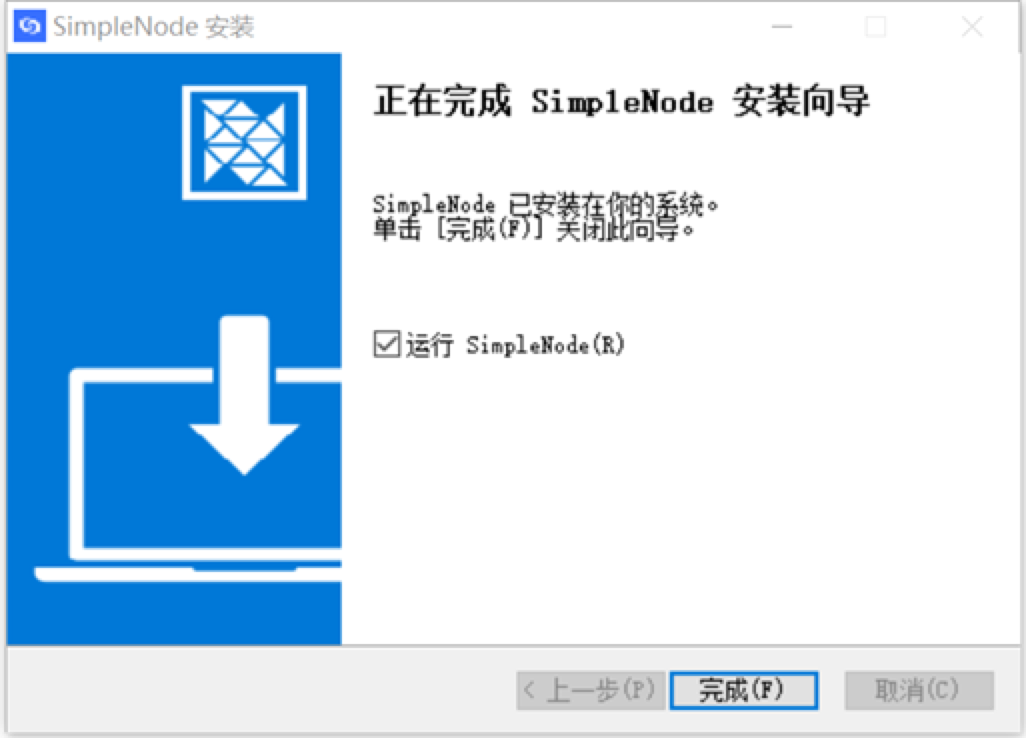 SimpleNode 安装
正在完成 SimpleNode 安装向导
SimpleNode 已安装在你的系统。
单击 [完成(F)] 关闭此向导。
运行 SimpleNode(R)
< 上一步(P)
完成(F)
取消(C)